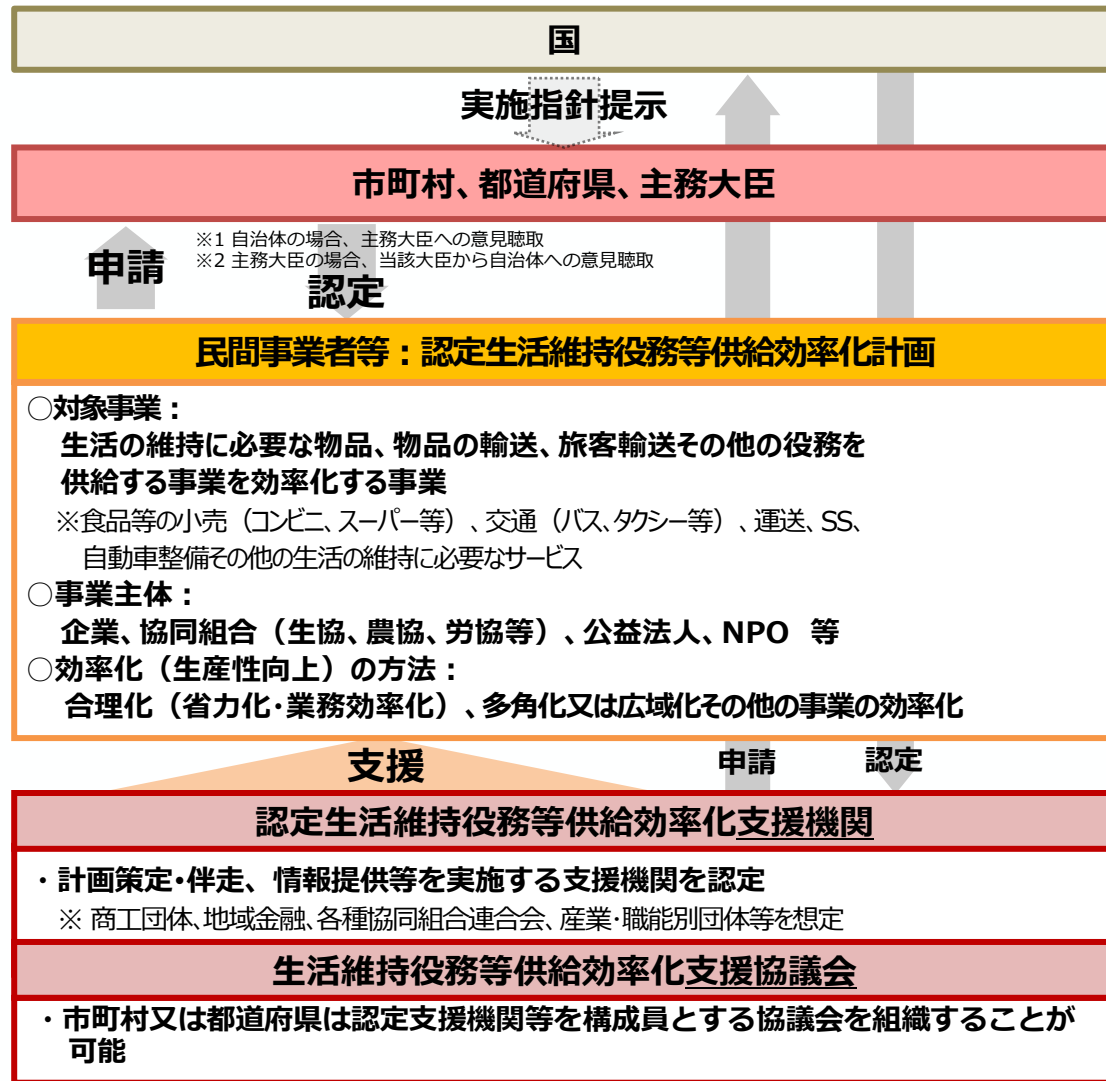 国
実施指針提示
市町村、都道府県、主務大臣
※1 自治体の場合、主務大臣への意見聴取
※2 主務大臣の場合、当該大臣から自治体への意見聴取
申請
認定
民間事業者等：認定生活維持役務等供給効率化計画
○対象事業：
生活の維持に必要な物品、物品の輸送、旅客輸送その他の役務を
供給する事業を効率化する事業
※食品等の小売（コンビニ、スーパー等）、交通（バス、タクシー等）、運送、SS、
自動車整備その他の生活の維持に必要なサービス
○事業主体：
企業、協同組合（生協、農協、労協等）、公益法人、NPO 等
○効率化（生産性向上）の方法：
合理化（省力化・業務効率化）、多角化又は広域化その他の事業の効率化
支援
申請
認定
認定生活維持役務等供給効率化支援機関
・計画策定・伴走、情報提供等を実施する支援機関を認定
※ 商工団体、地域金融、各種協同組合連合会、産業・職能別団体等を想定
生活維持役務等供給効率化支援協議会
・市町村又は都道府県は認定支援機関等を構成員とする協議会を組織することが
可能